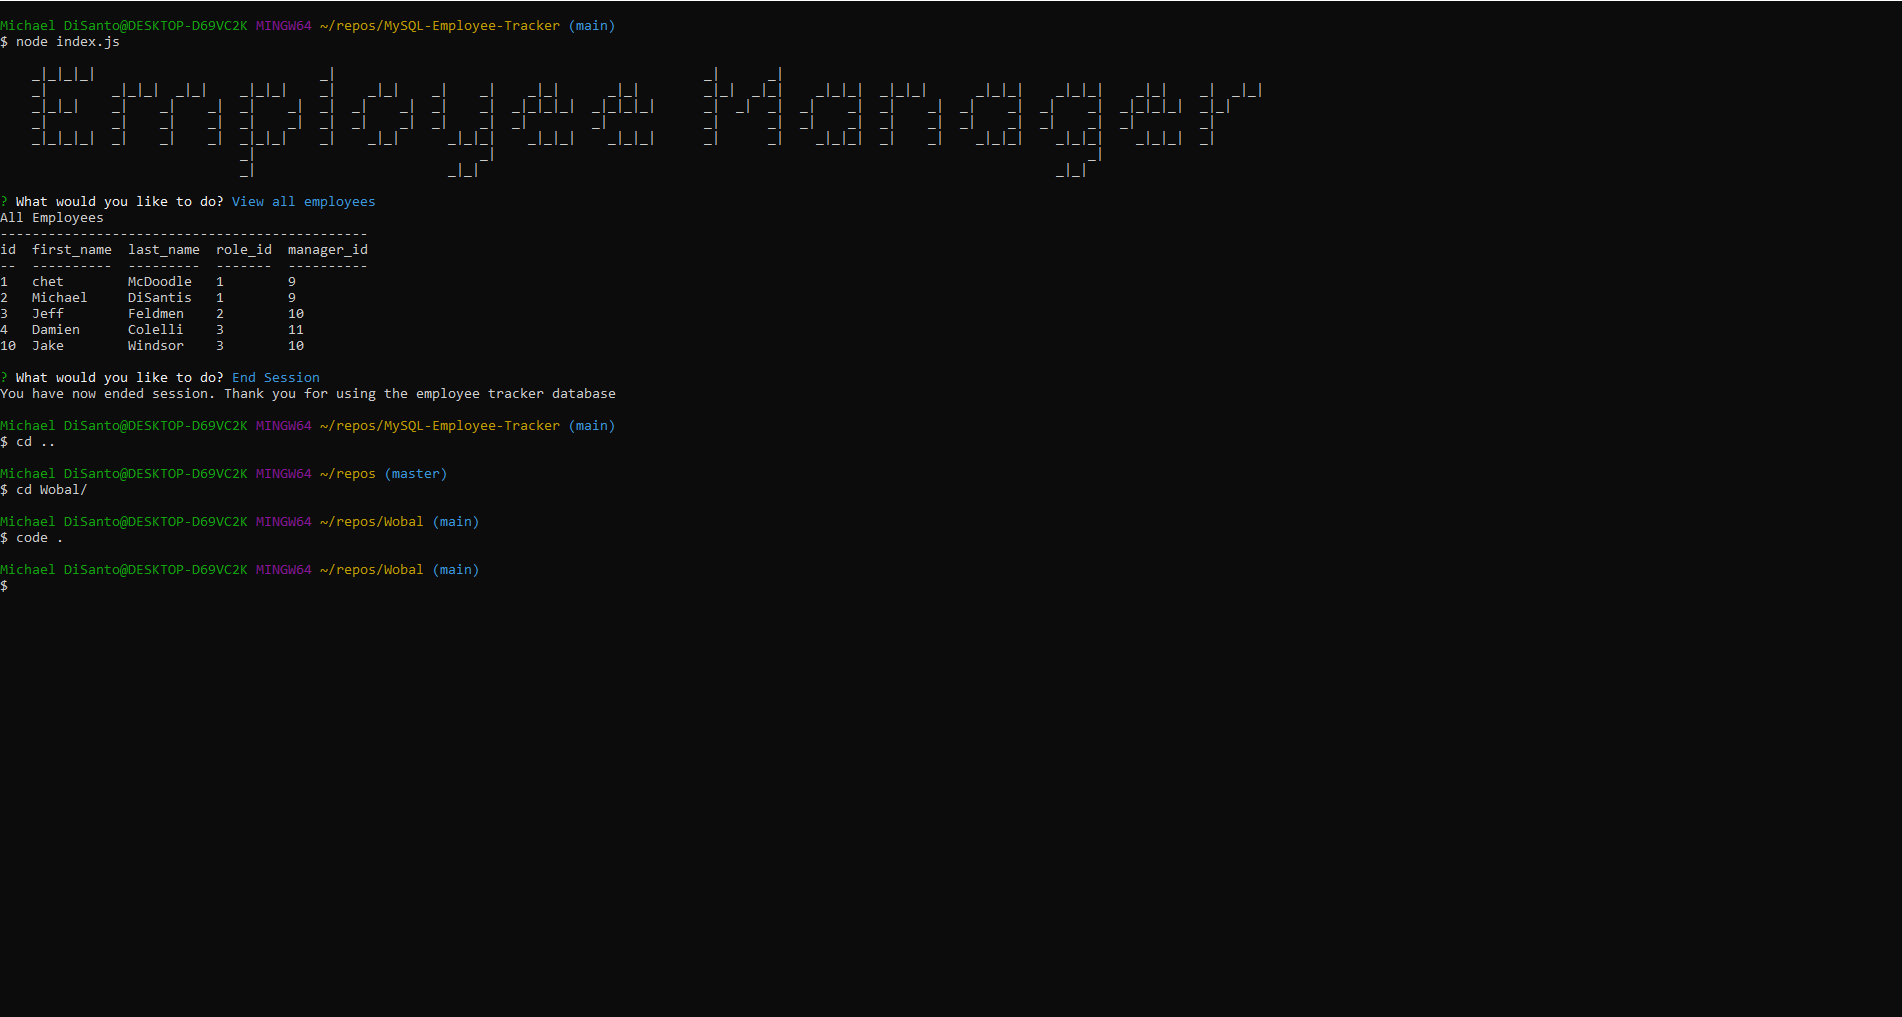 Michael DiSanto@DESKTOP-D69VC2K MINGW64 ~/repos/MySQL-Employee-Tracker (main)
$ node index.js
Employee Manager
? What would you like to do? View all employees
All Employees
----------------------------------------------
id  first_name  last_name  role_id  manager_id
--  ----------  ---------  -------  ----------
1   chet        McDoodle   1        9
2   Michael     DiSantis   1        9
3   Jeff        Feldmen    2        10
4   Damien      Colelli    3        11
10  Jake        Windsor    3        10
? What would you like to do? End Session
You have now ended session. Thank you for using the employee tracker database
Michael DiSanto@DESKTOP-D69VC2K MINGW64 ~/repos/MySQL-Employee-Tracker (main)
$ cd ..
Michael DiSanto@DESKTOP-D69VC2K MINGW64 ~/repos (master)
$ cd Wobal/
Michael DiSanto@DESKTOP-D69VC2K MINGW64 ~/repos/Wobal (main)
$ code .
Michael DiSanto@DESKTOP-D69VC2K MINGW64 ~/repos/Wobal (main)
$